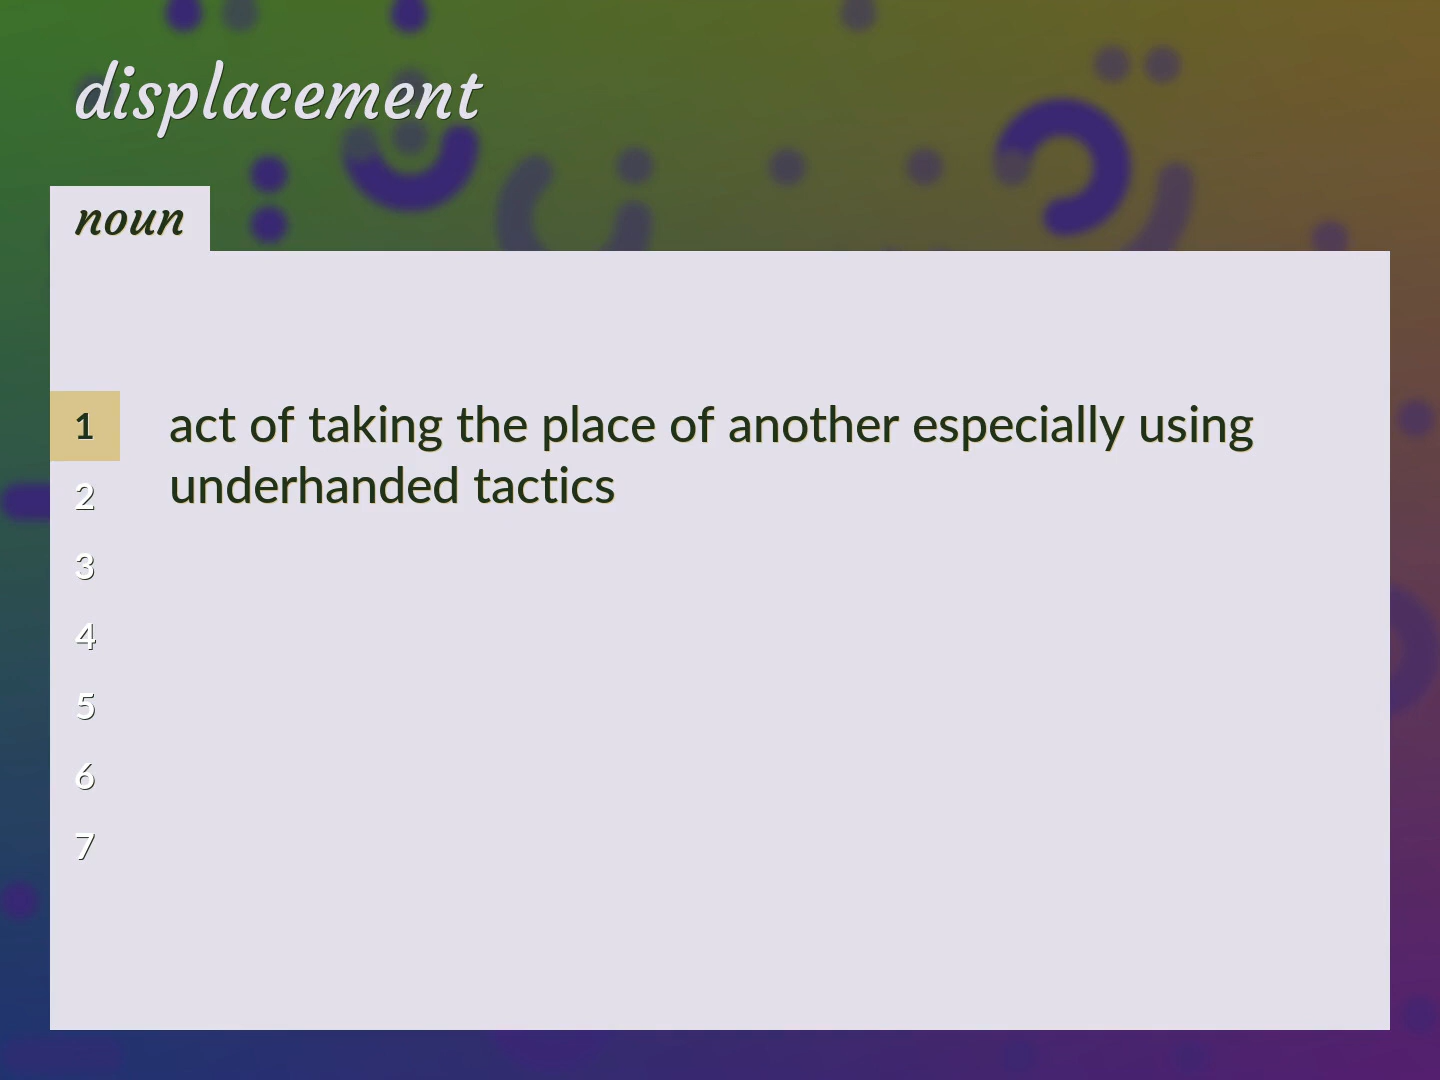 displacement
noun
1
act of taking the place of another especially using
underhanded tactics
2
3
4
5
6
7